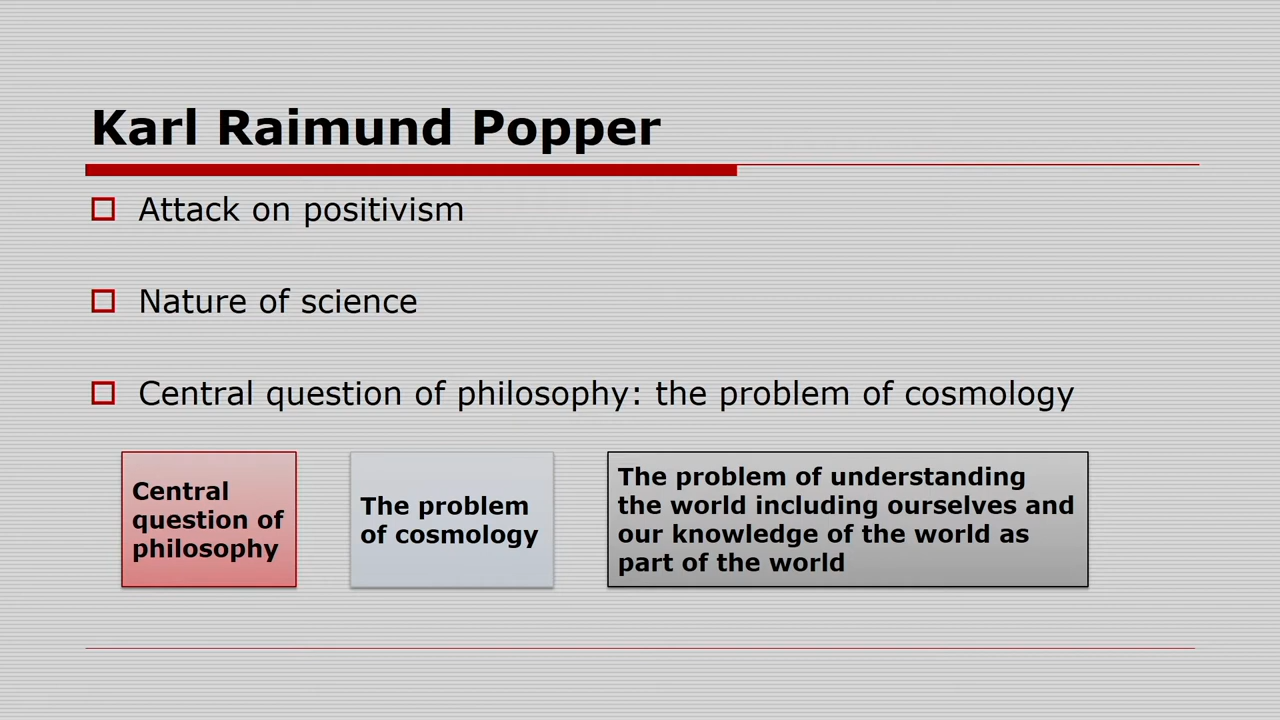 Karl Raimund Popper
Attack on positivism
Nature of science
Central question of philosophy: the problem of cosmology
Central
question of
philosophy
The problem
of cosmology
The problem of understanding
the world including ourselves and
our knowledge of the world as
part of the world